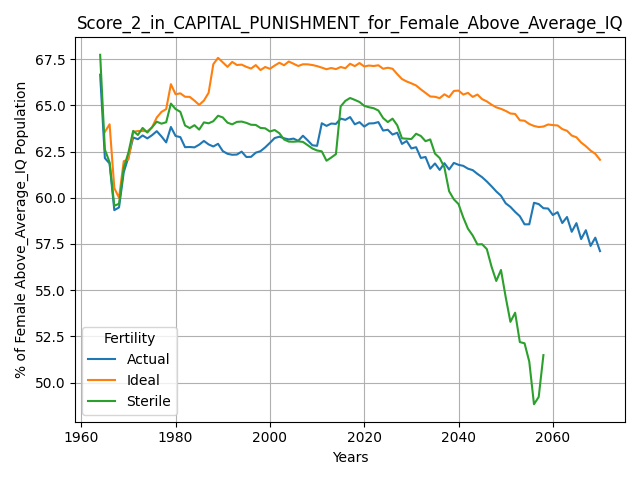 Score_2_in_CAPITAL_PUNISHMENT_for_Female_Above_Average_IQ
% of Female Above_Average_IQ Population
67.5
65.0
62.5
60.0
57.5
55.0
52.5
50.0
Fertility
Actual
Ideal
Sterile
1960
1980
2000
2020
2040
2060
Years